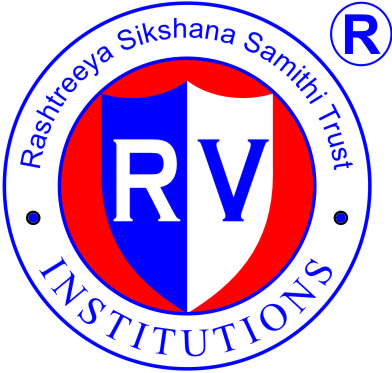 Rashtreeya Sikshana Samithi Trust
®
RV
INSTITUTIONS